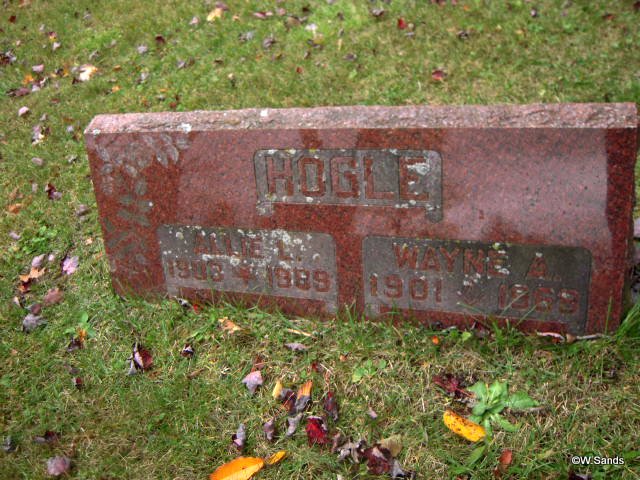 HOGLE
ALLIE L.
1903 1989
WAYNE A.
1901 1969
©W.Sands